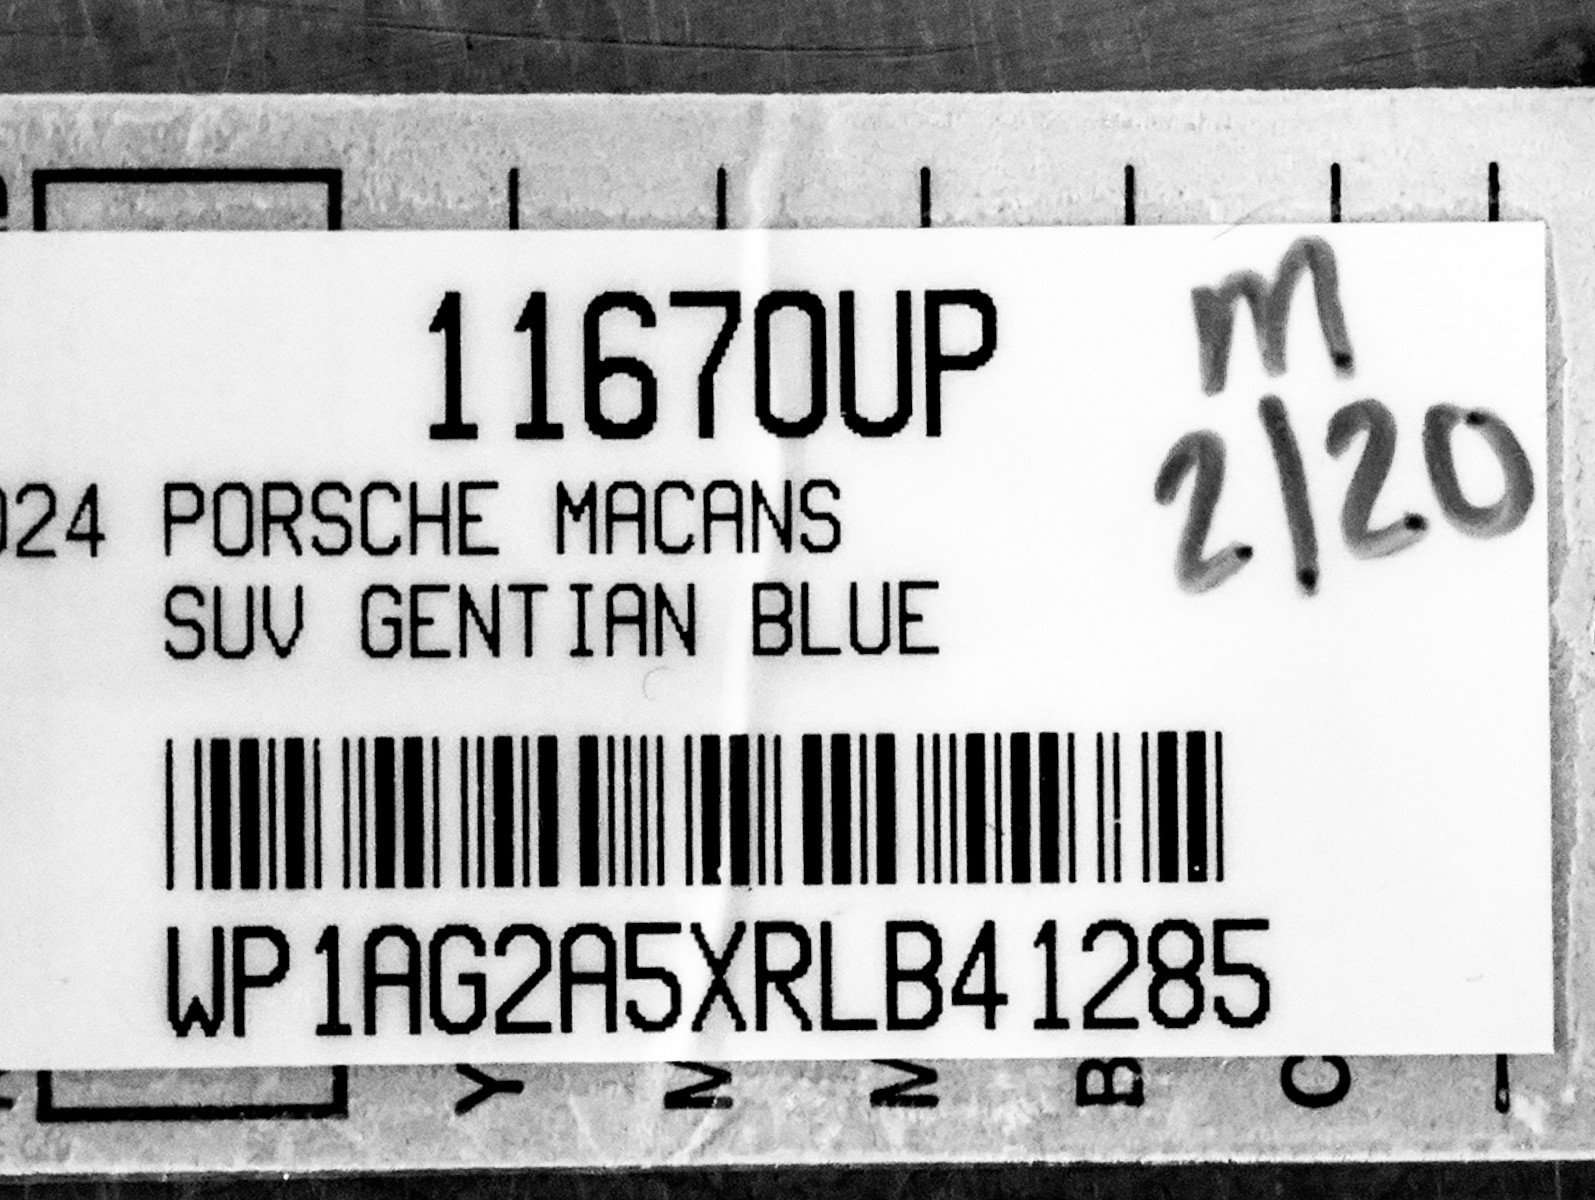 11670UP
M
2/20
024 PORSCHE MACANS
SUV GENTIAN BLUE
WP1AG2A5XRLB41285
Y M M B C